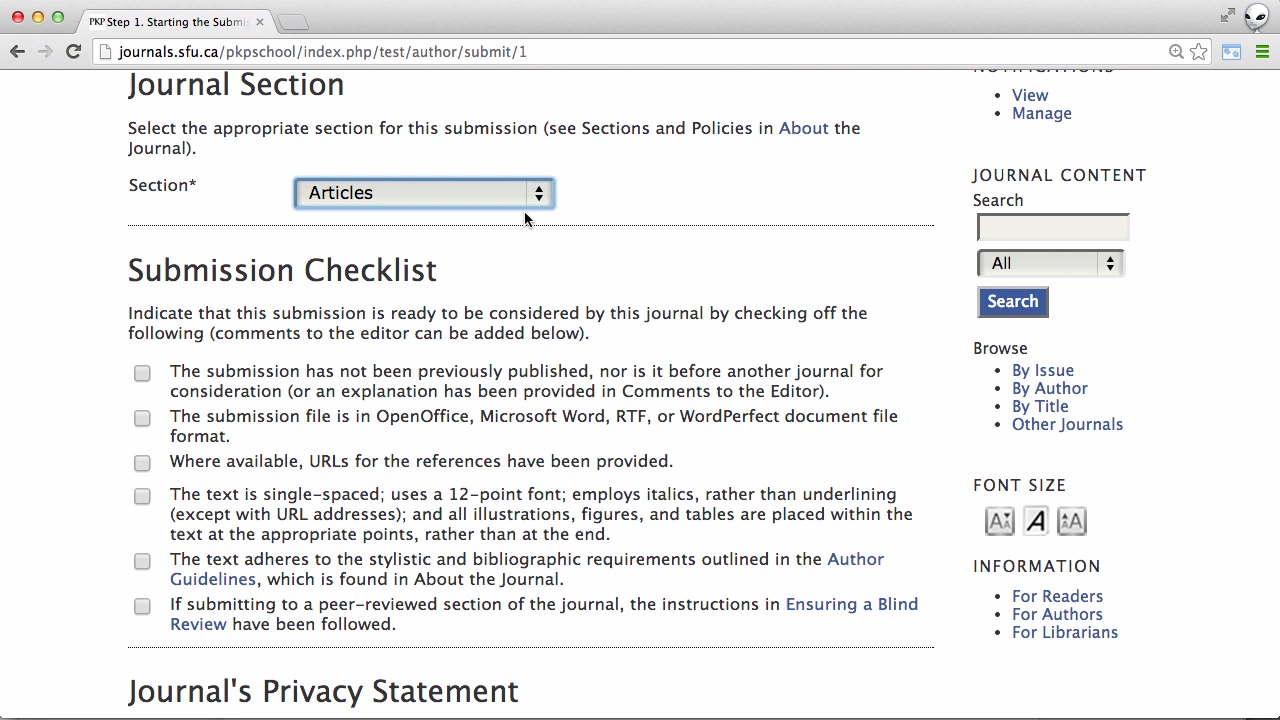 PKP Step 1. Starting the Submis
journals.sfu.ca/pkpschool/index.php/test/author/submit/1
Journal Section
Select the appropriate section for this submission (see Sections and Policies in About the
Journal).
Section*
Articles
Submission Checklist
Indicate that this submission is ready to be considered by this journal by checking off the
following (comments to the editor can be added below).
The submission has not been previously published, nor is it before another journal for
consideration (or an explanation has been provided in Comments to the Editor).
The submission file is in OpenOffice, Microsoft Word, RTF, or WordPerfect document file
format.
Where available, URLs for the references have been provided.
The text is single-spaced; uses a 12-point font; employs italics, rather than underlining
(except with URL addresses); and all illustrations, figures, and tables are placed within the
text at the appropriate points, rather than at the end.
The text adheres to the stylistic and bibliographic requirements outlined in the Author
Guidelines, which is found in About the Journal.
If submitting to a peer-reviewed section of the journal, the instructions in Ensuring a Blind
Review have been followed.
Journal's Privacy Statement
NOTIFICATIONS
View
Manage
JOURNAL CONTENT
Search
All
Search
Browse
By Issue
By Author
By Title
Other Journals
FONT SIZE
A A A
INFORMATION
For Readers
For Authors
For Librarians